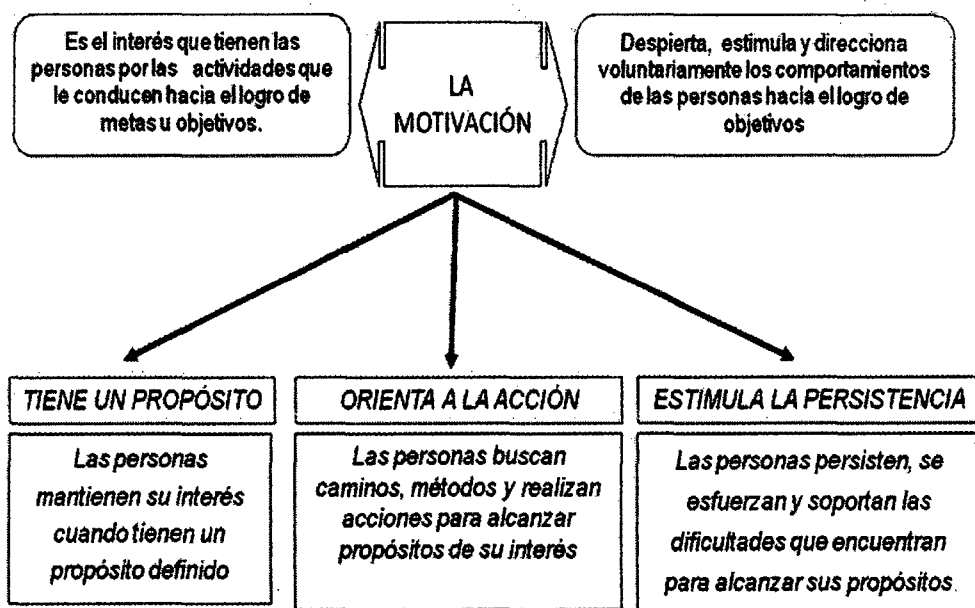 Es el interés que tienen las
personas por las actividades que
le conducen hacia el logro de
metas u objetivos.
LA
MOTIVACIÓN
Despierta, estimula y direcciona
voluntariamente los comportamientos
de las personas hacia el logro de
objetivos
TIENE UN PROPÓSITO
Las personas
mantienen su interés
cuando tienen un
propósito definido
ORIENTA A LA ACCIÓN
Las personas buscan
caminos, métodos y realizan
acciones para alcanzar
propósitos de su interés
ESTIMULA LA PERSISTENCIA
Las personas persisten, se
esfuerzan y soportan las
dificultades que encuentran
para alcanzar sus propósitos.